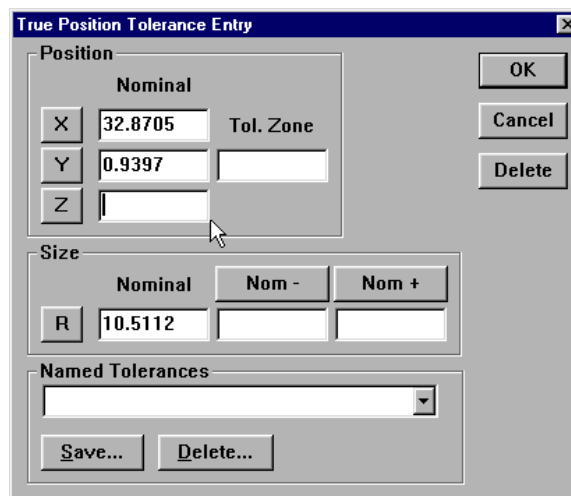 True Position Tolerance Entry
Position
Nominal
X 32.8705 Tol. Zone
Y 0.9397
Z
OK
Cancel
Delete
Size
Nominal Nom - Nom +
R 10.5112
Named Tolerances
Save... Delete...